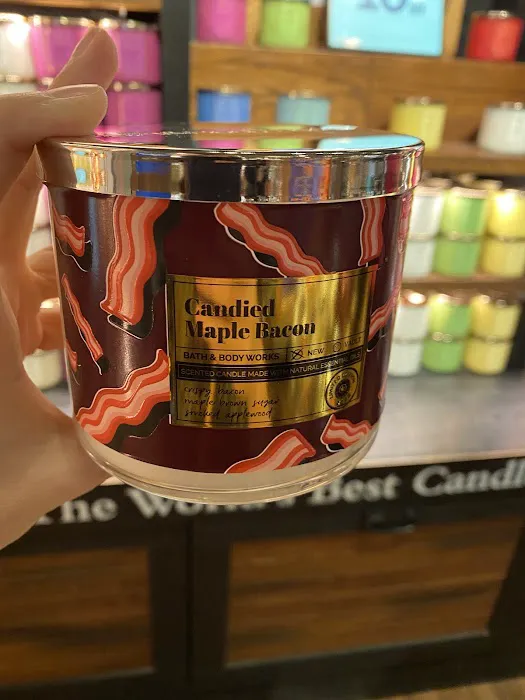 Candied
Maple Bacon
BATH & BODY WORKS
SCENTED CANDLE MADE WITH NATURAL ESSENTIAL OILS
crispy bacon
maple brown sugar
smoked applewood
The World's Best Candl